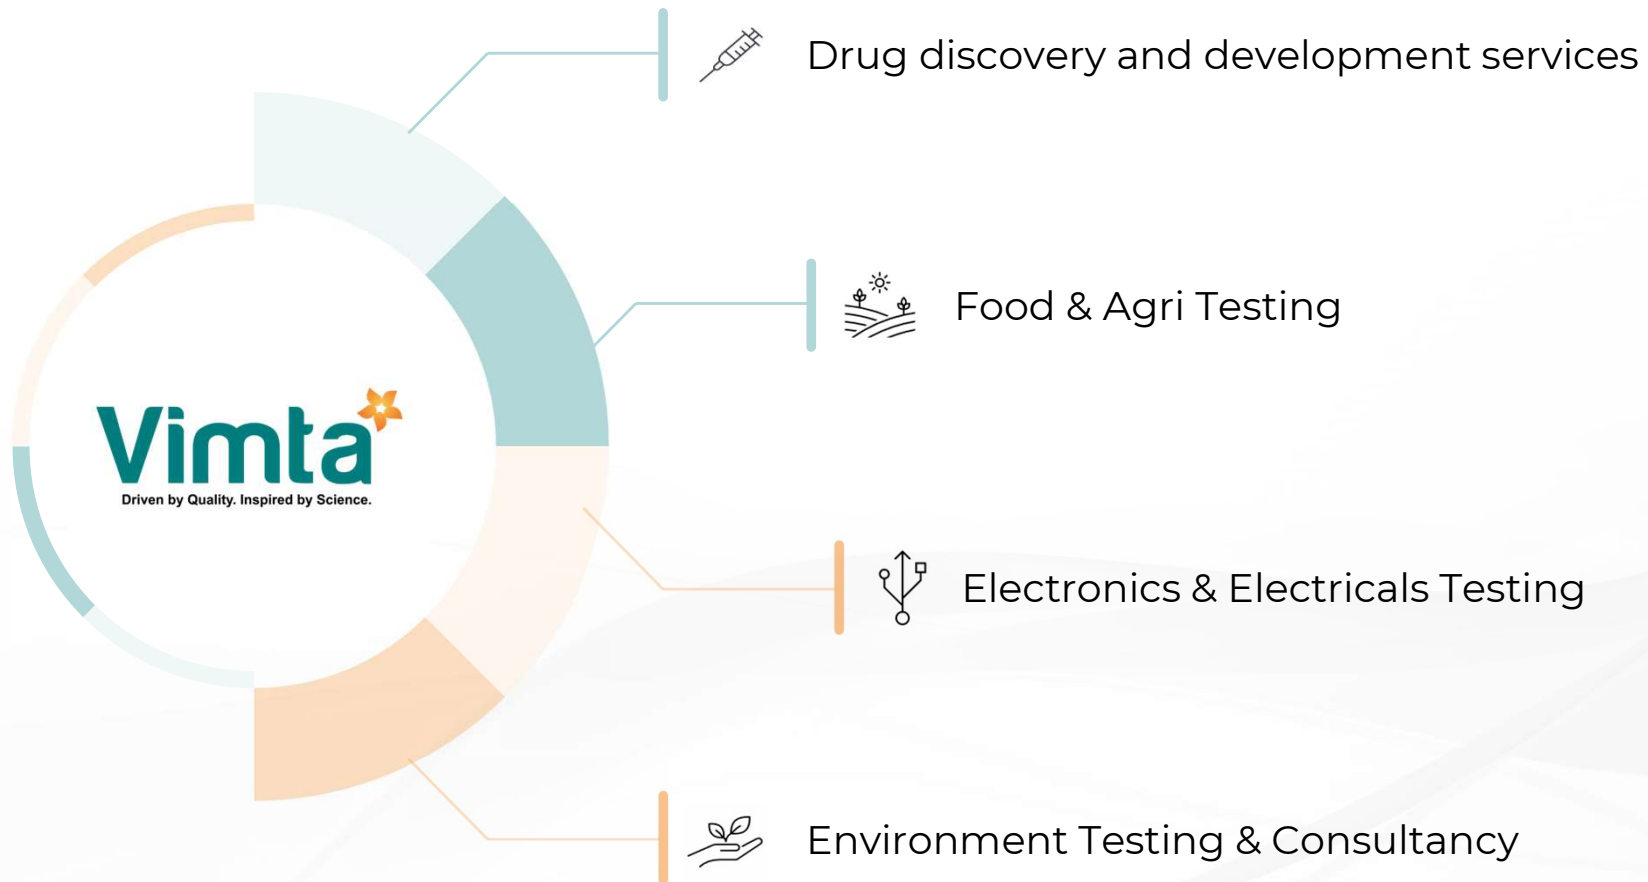 Drug discovery and development services
Food & Agri Testing
Vimta
Driven by Quality. Inspired by Science.
Electronics & Electricals Testing
Environment Testing & Consultancy